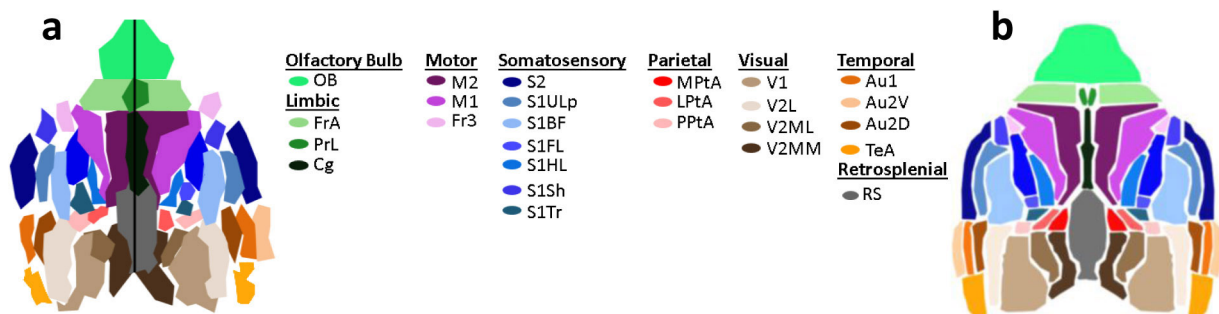 a
b
Olfactory Bulb
OB
Limbic
FrA
PrL
Cg
Motor
M2
M1
Fr3
Somatosensory
S2
S1ULp
S1BF
S1FL
S1HL
S1Sh
S1Tr
Parietal
MPtA
LPtA
PPtA
Visual
V1
V2L
V2ML
V2MM
Temporal
Au1
Au2V
Au2D
TeA
Retrosplenial
RS